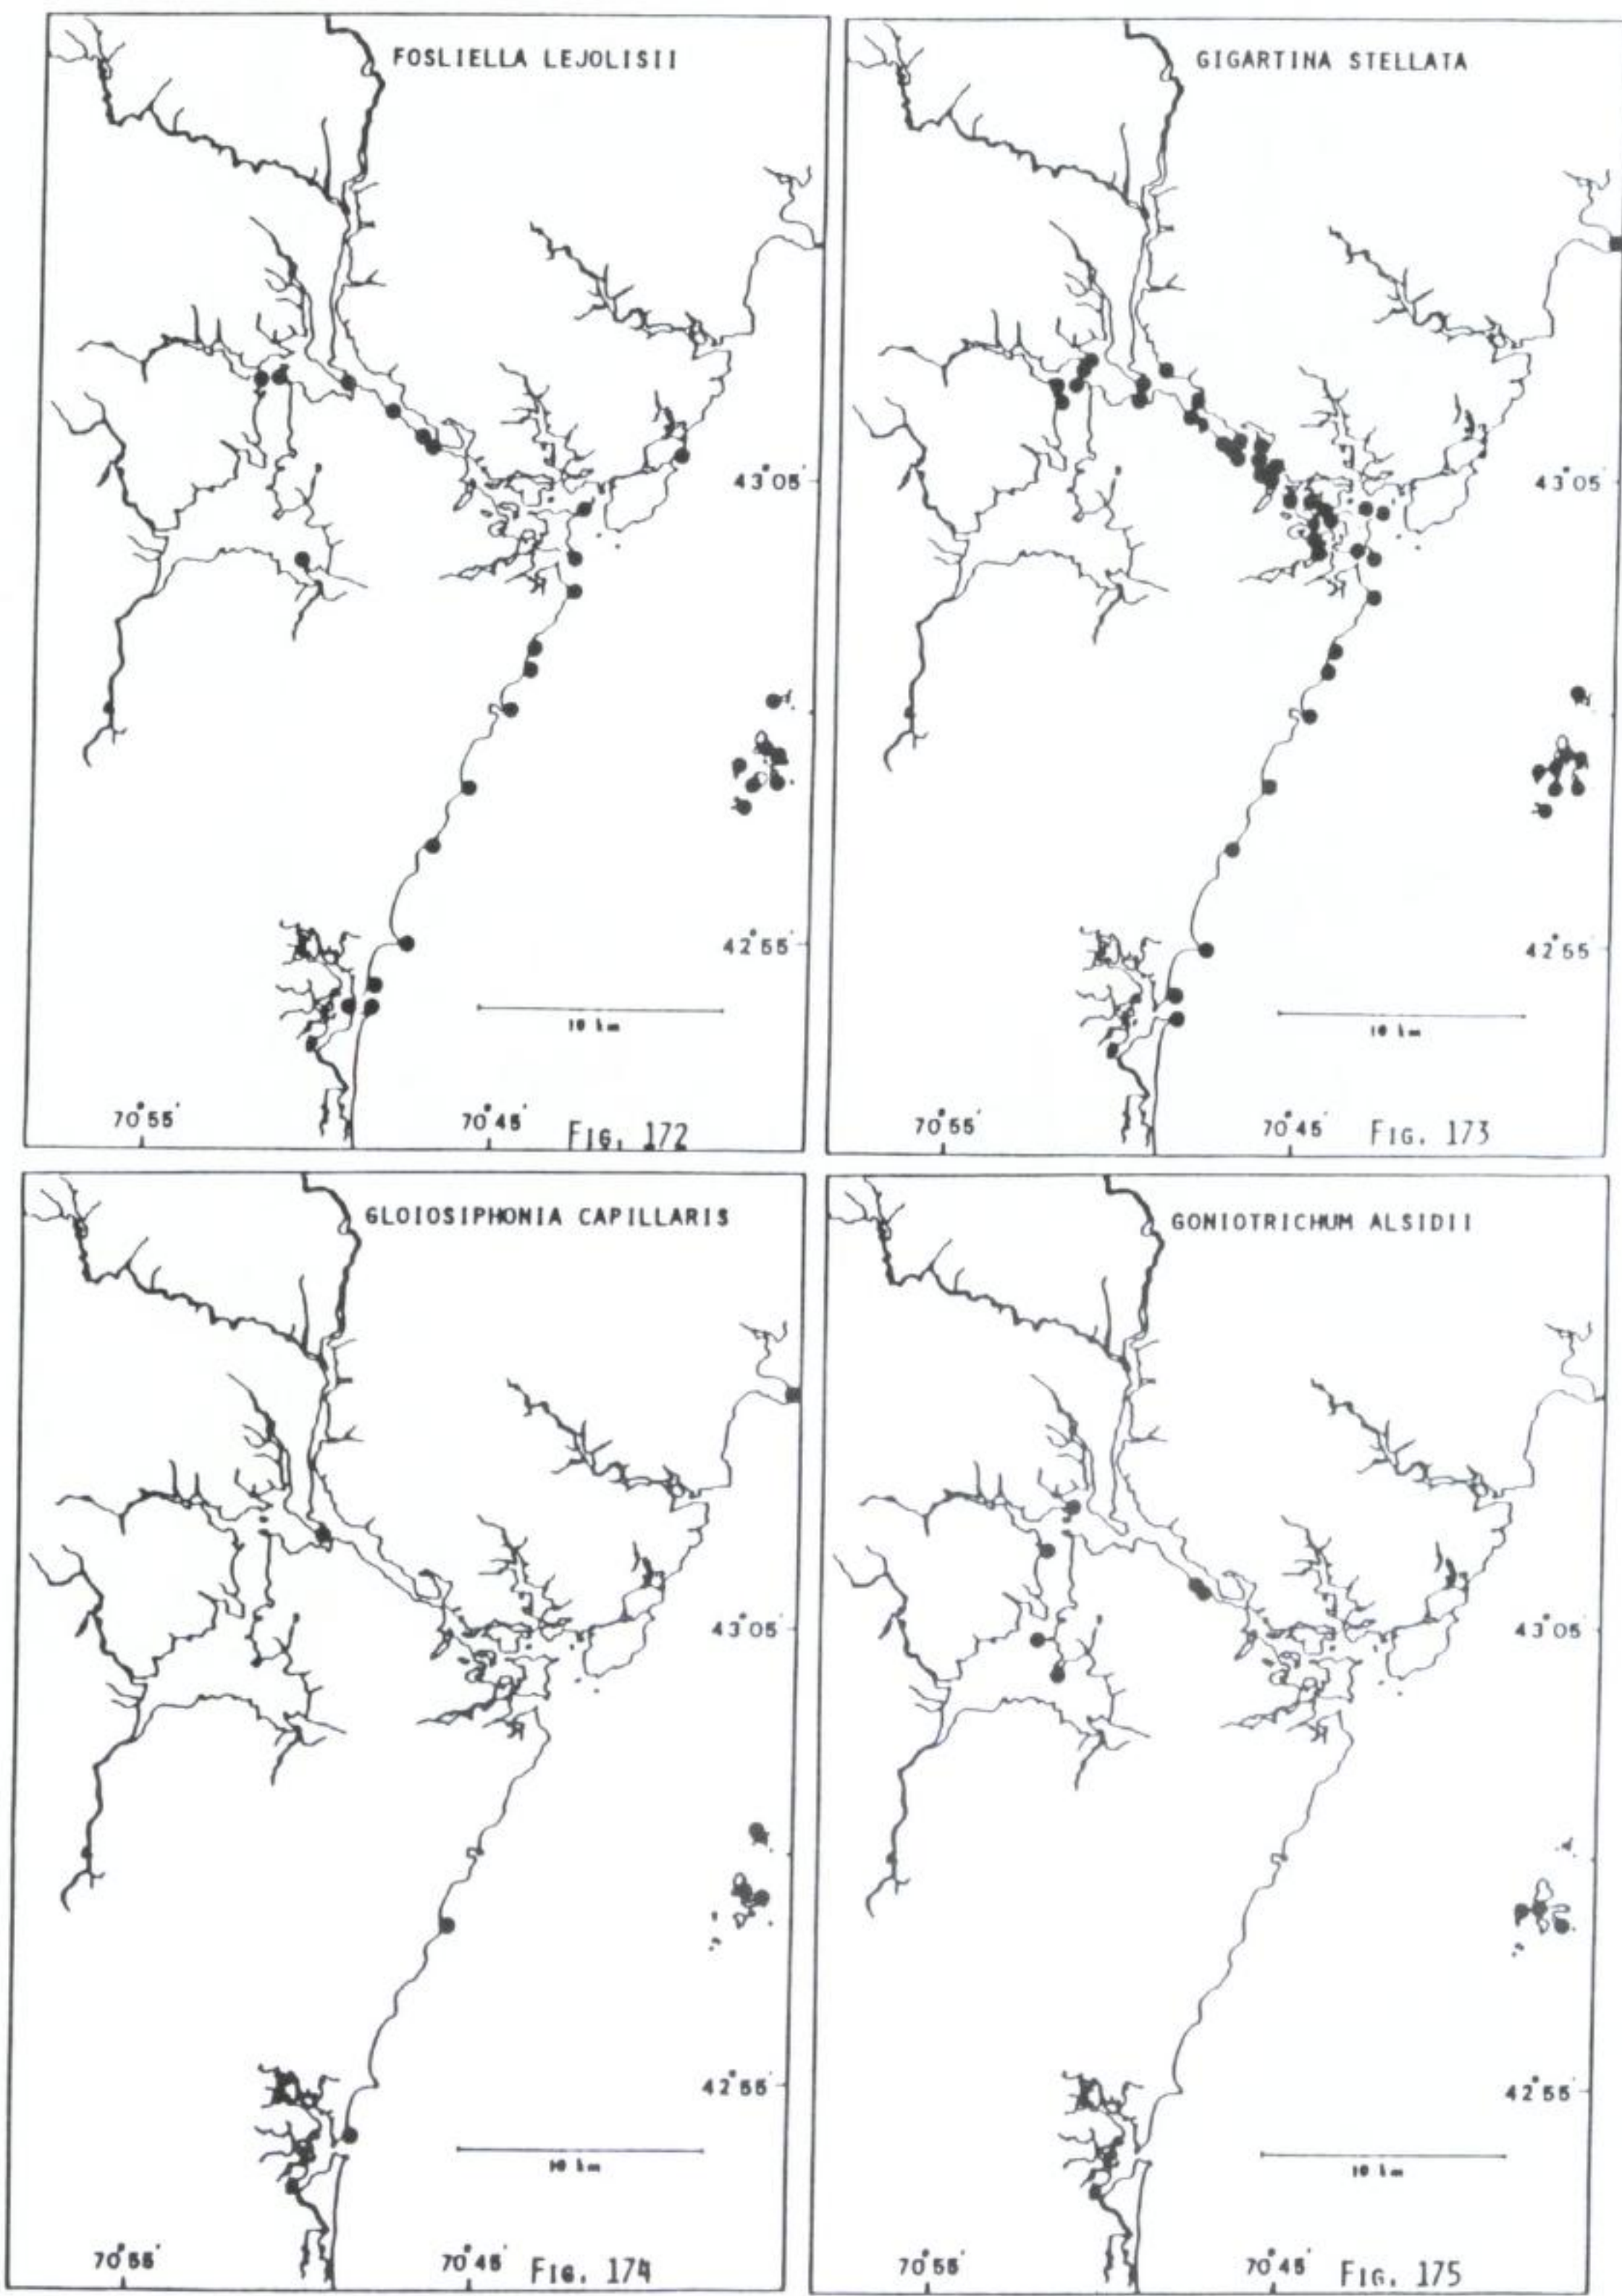 FOSLIELLA LEJOLISII
43°05'
42°55'
10 km
70°55'
70°45'
FIG. 172
GIGARTINA STELLATA
43°05'
42°55'
10 km
70°55'
70°45'
FIG. 173
GLOIOSIPHONIA CAPILLARIS
43°05'
42°55'
10 km
70°55'
70°45'
FIG. 174
GONIOTRICHUM ALSIDII
43°05'
42°55'
10 km
70°55'
70°45'
FIG. 175